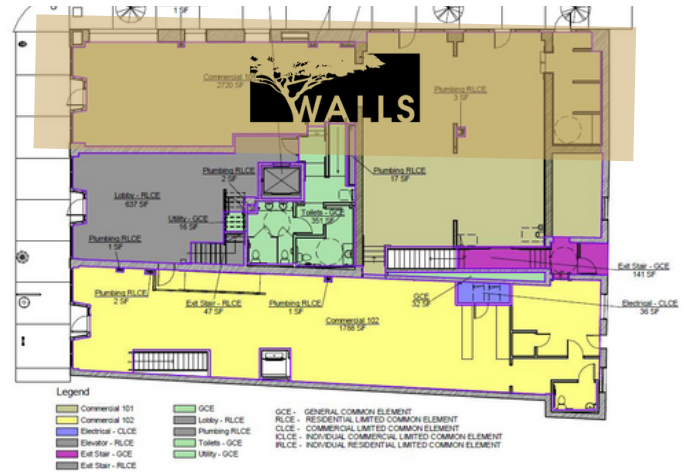 1 SF
Commercial 101
2720 SF
WALLS
Plumbing RLCE
3 SF
Plumbing RLCE
2 SF
Plumbing RLCE
17 SF
Lobby - RLCE
637 SF
Utility - GCE
16 SF
Toilets - GCE
351 SF
Plumbing RLCE
1 SF
Exit Stair - GCE
141 SF
Plumbing RLCE
2 SF
Exit Stair - RLCE
47 SF
Plumbing RLCE
1 SF
GCE
32 SF
Electrical - CLCE
36 SF
Commercial 102
1788 SF
Legend
Commercial 101
Commercial 102
Electrical - CLCE
Elevator - RLCE
Exit Stair - GCE
Exit Stair - RLCE
GCE
Lobby - RLCE
Plumbing RLCE
Toilets - GCE
Utility - GCE
GCE - GENERAL COMMON ELEMENT
RLCE - RESIDENTIAL LIMITED COMMON ELEMENT
CLCE - COMMERCIAL LIMITED COMMON ELEMENT
ICLCE - INDIVIDUAL COMMERCIAL LIMITED COMMON ELEMENT
IRLCE - INDIVIDUAL RESIDENTIAL LIMITED COMMON ELEMENT